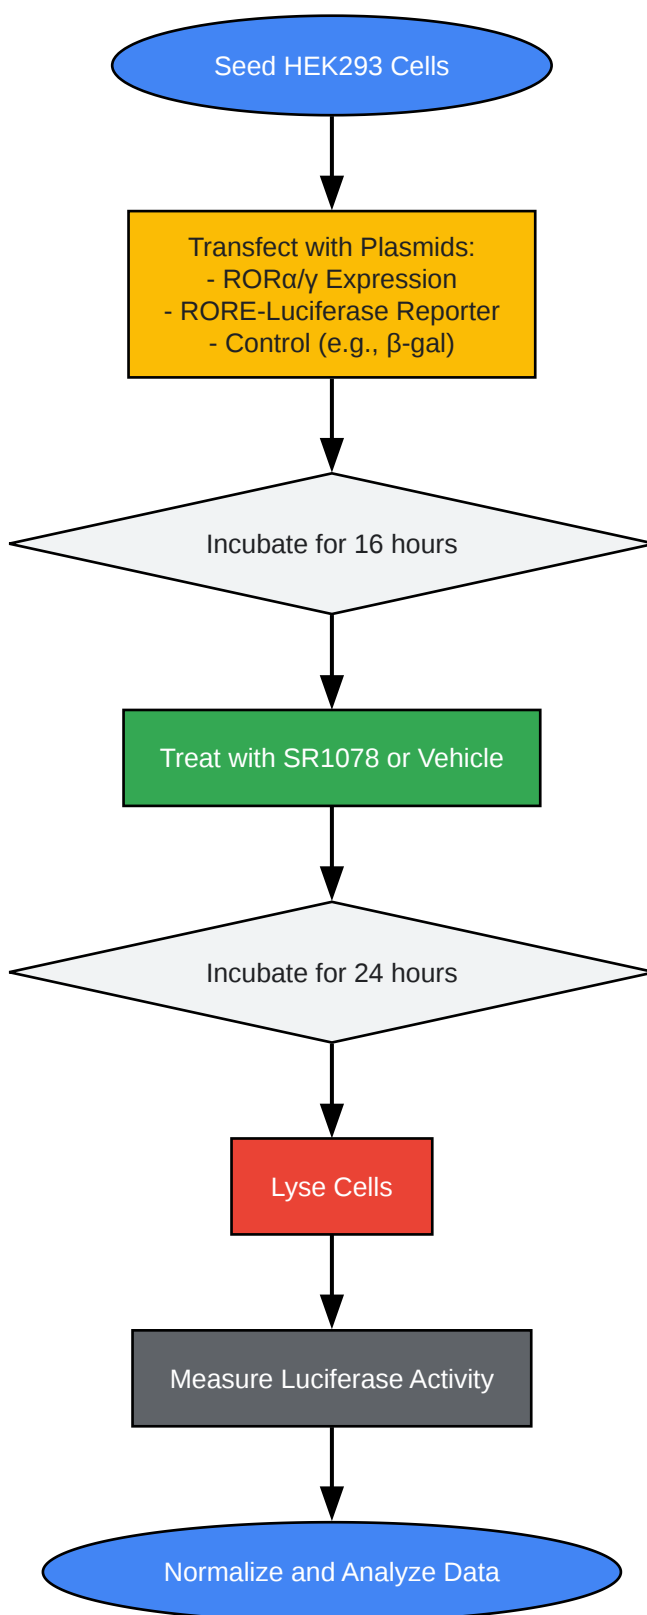 Seed HEK293 Cells
Transfect with Plasmids:
- RORα/γ Expression
- RORE-Luciferase Reporter
- Control (e.g., β-gal)
Incubate for 16 hours
Treat with SR1078 or Vehicle
Incubate for 24 hours
Lyse Cells
Measure Luciferase Activity
Normalize and Analyze Data